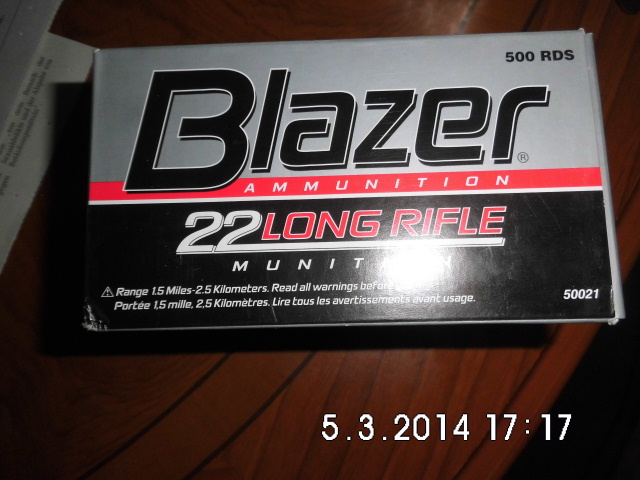 500 RDS
Blazer®
AMMUNITION
22 LONG RIFLE
⚠ Range 1.5 Miles-2.5 Kilometers. Read all warnings before
Portée 1,5 mille, 2,5 Kilomètres. Lire tous les avertissements avant usage.
50021
5.3.2014 17:17